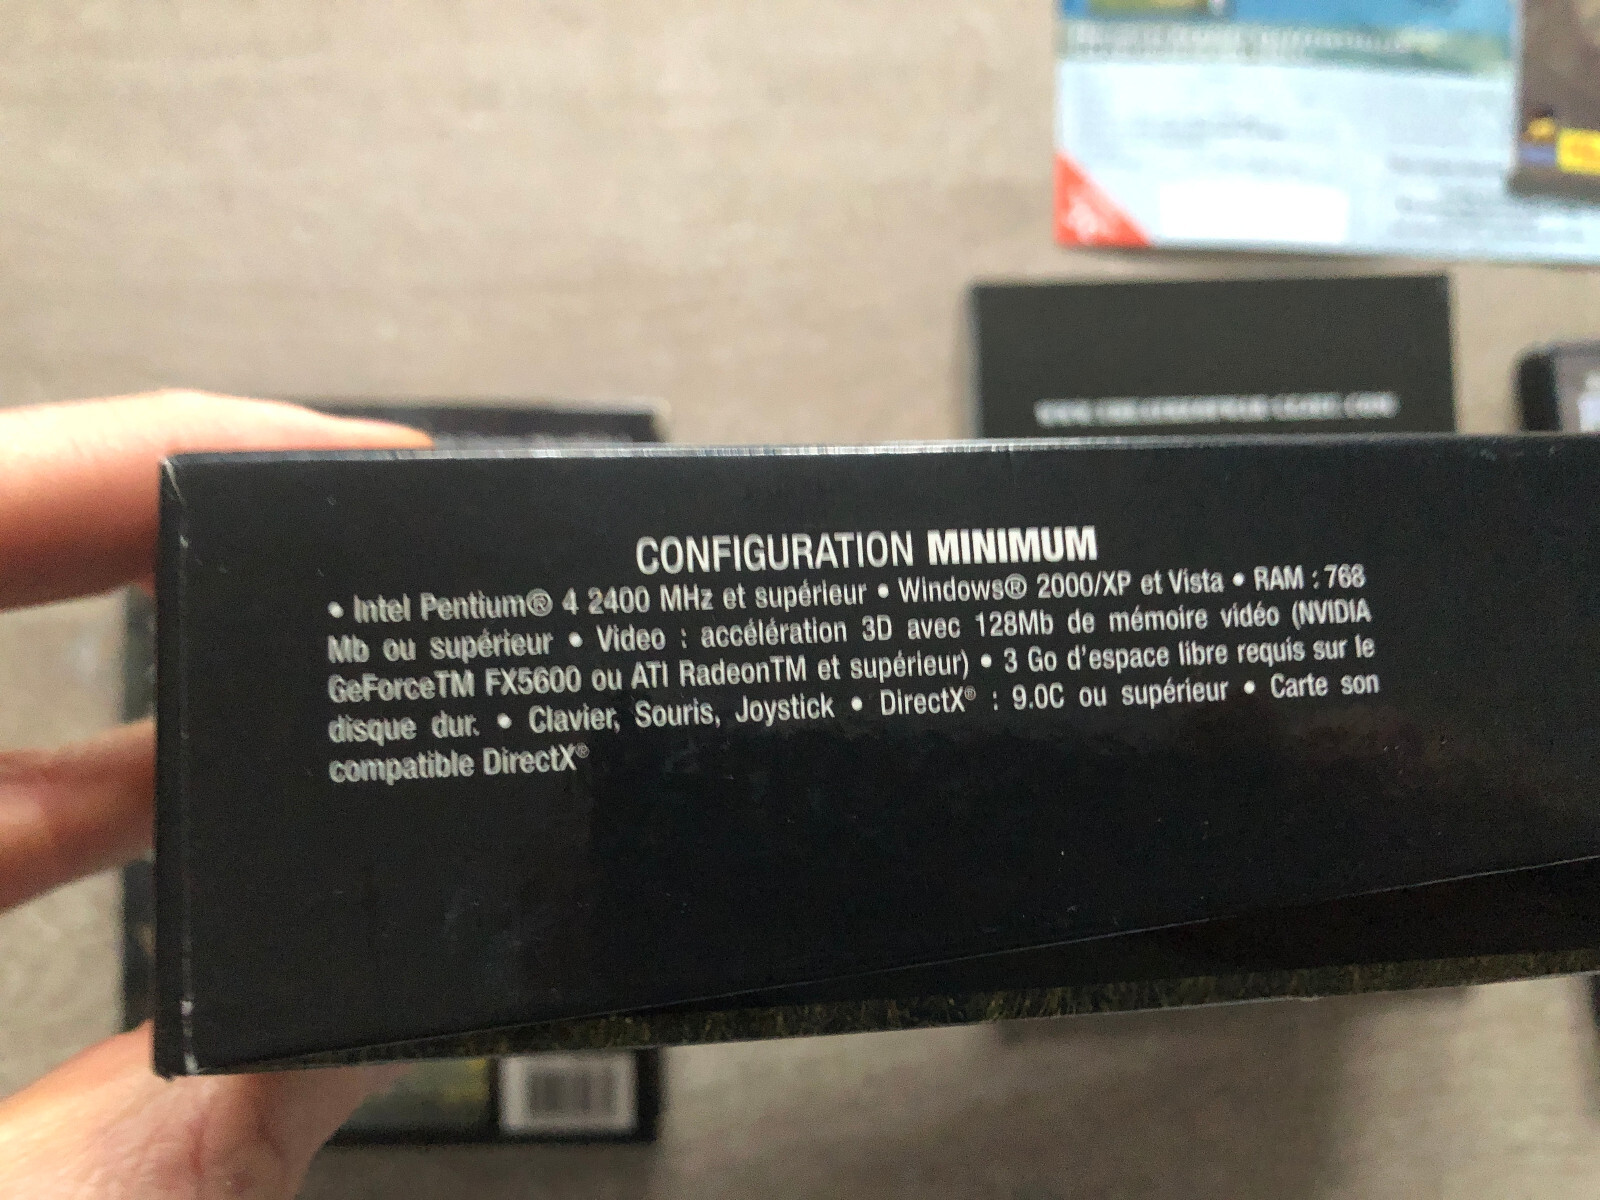 CONFIGURATION MINIMUM
• Intel Pentium® 4 2400 MHz et supérieur • Windows® 2000/XP et Vista • RAM : 768
Mb ou supérieur • Video : accélération 3D avec 128Mb de mémoire vidéo (NVIDIA
GeForceTM FX5600 ou ATI RadeonTM et supérieur) • 3 Go d'espace libre requis sur le
disque dur. • Clavier, Souris, Joystick • DirectX® : 9.0C ou supérieur • Carte son
compatible DirectX®